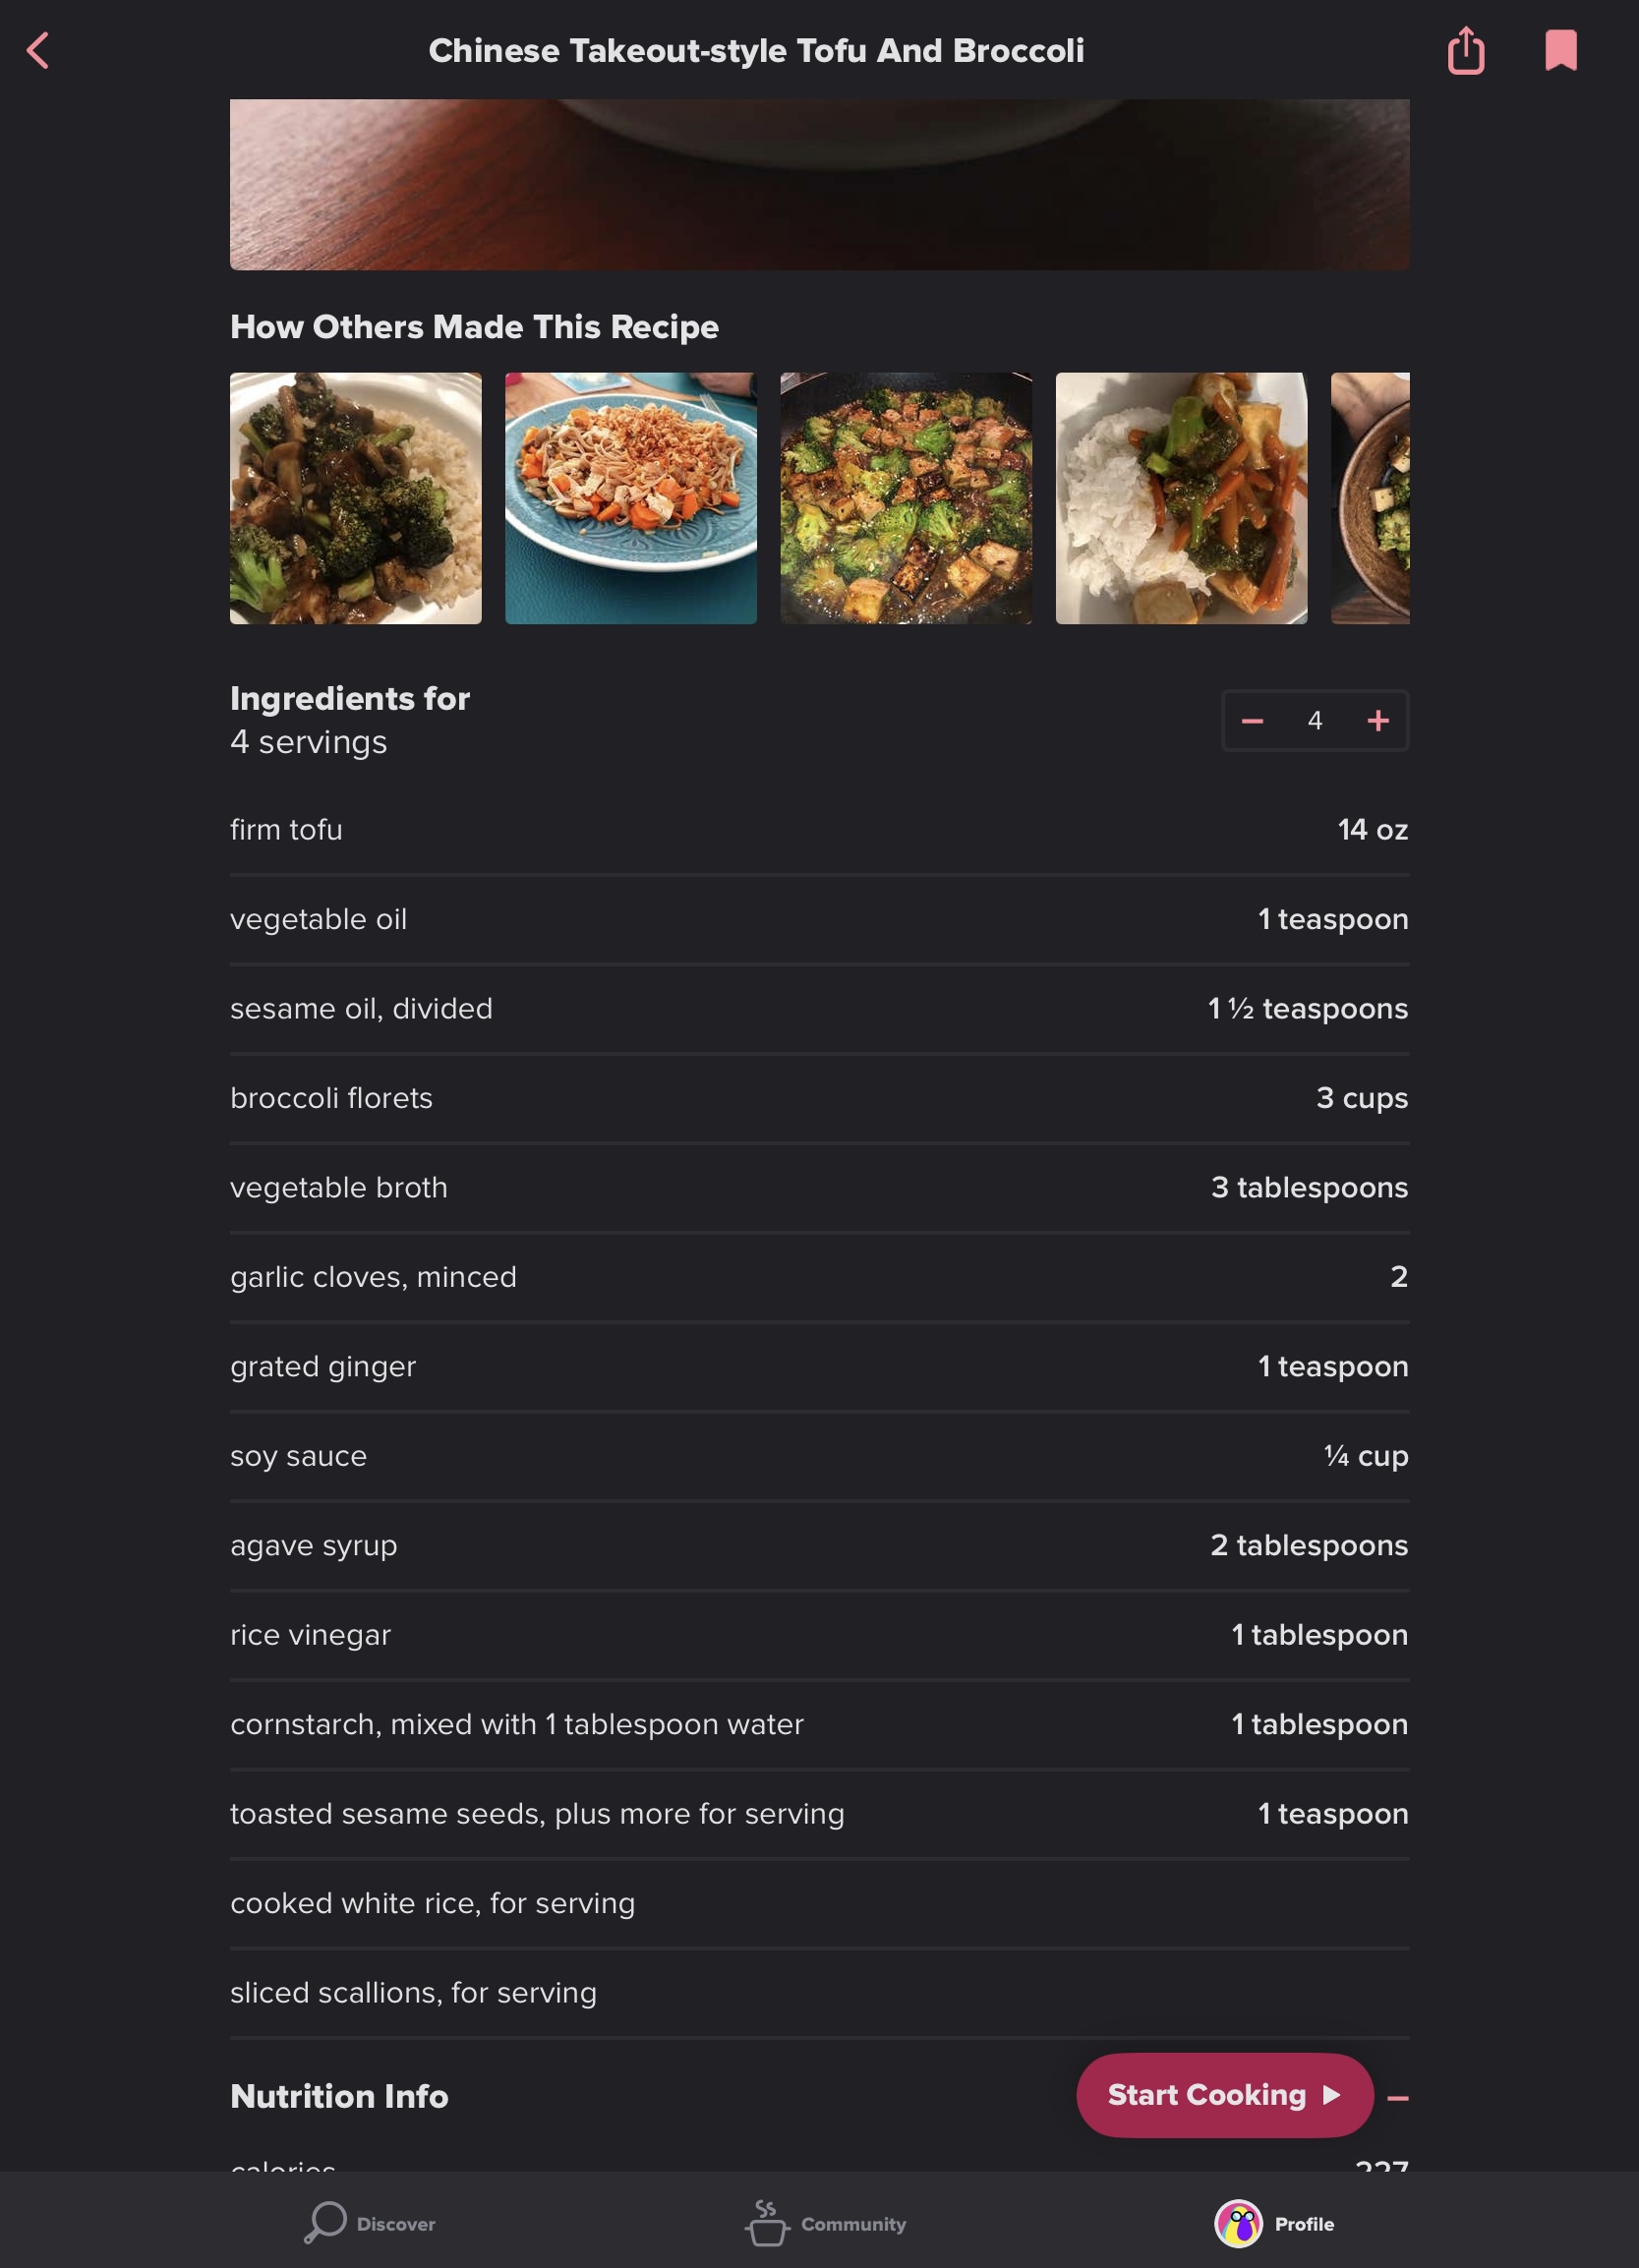 Chinese Takeout-style Tofu And Broccoli
How Others Made This Recipe
Ingredients for
4 servings
4
firm tofu 14 oz
vegetable oil 1 teaspoon
sesame oil, divided 1 ½ teaspoons
broccoli florets 3 cups
vegetable broth 3 tablespoons
garlic cloves, minced 2
grated ginger 1 teaspoon
soy sauce ¼ cup
agave syrup 2 tablespoons
rice vinegar 1 tablespoon
cornstarch, mixed with 1 tablespoon water 1 tablespoon
toasted sesame seeds, plus more for serving 1 teaspoon
cooked white rice, for serving
sliced scallions, for serving
Nutrition Info
Start Cooking
calories
Discover Community Profile